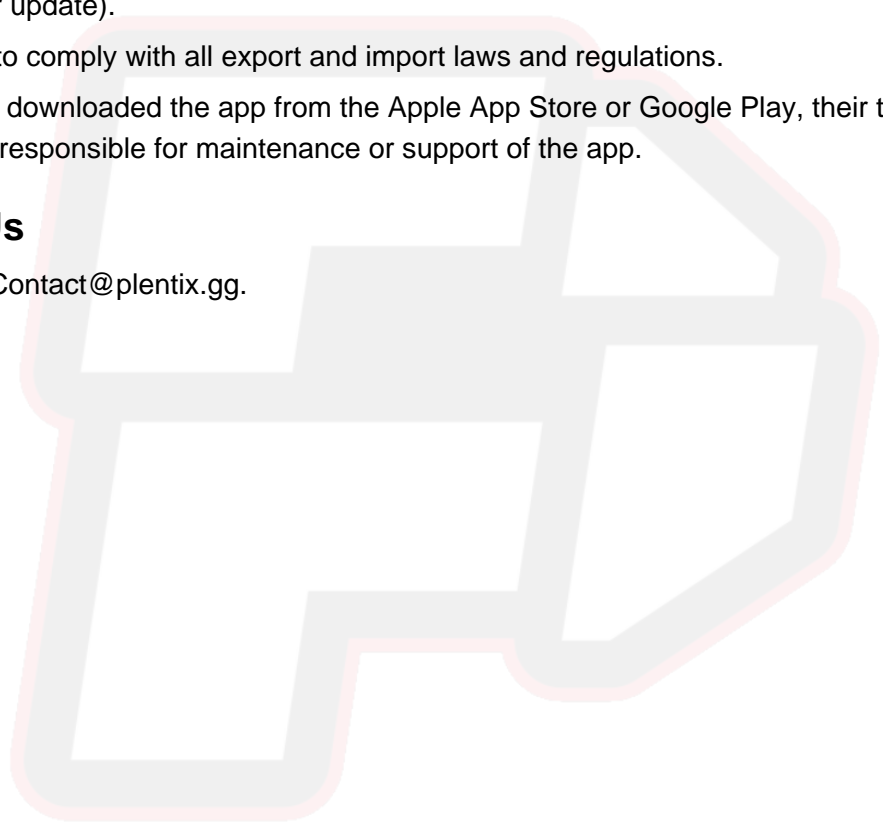 update).
to comply with all export and import laws and regulations.
downloaded the app from the Apple App Store or Google Play, their
responsible for maintenance or support of the app.
Us
Contact@plentix.gg.